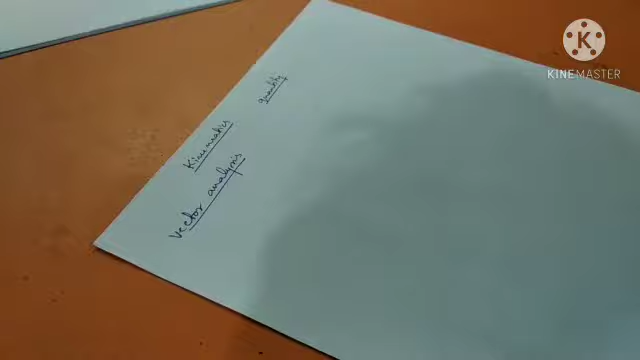 Kinematics
quantity
vector analysis
K
KINEMASTER